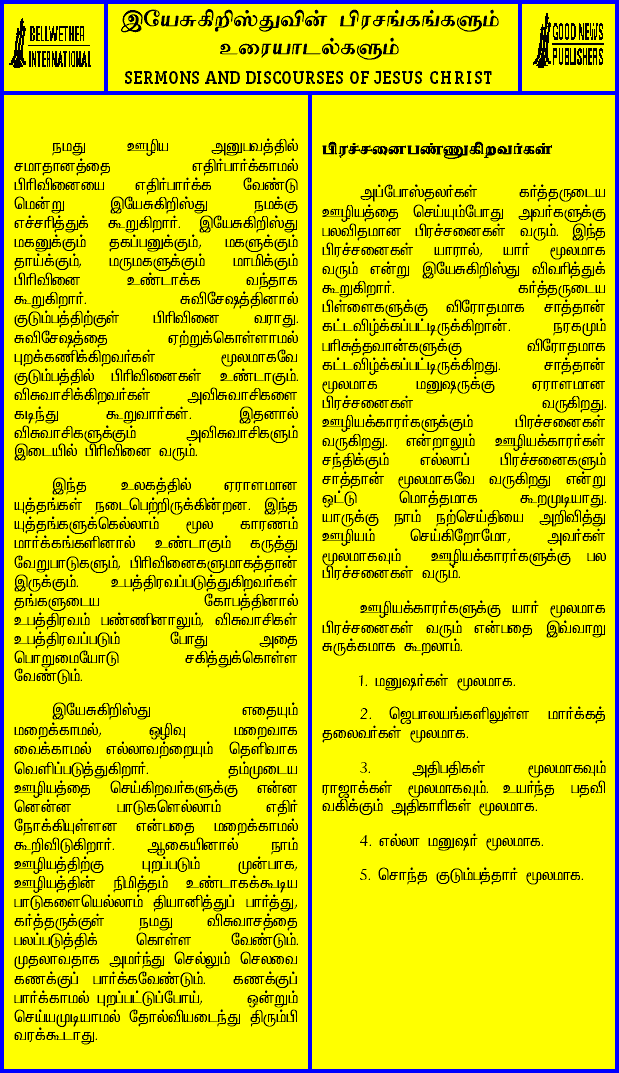 BELLWETHER
INTERNATIONAL
இயேசுகிறிஸ்துவின் பிரசங்கங்களும்
உரையாடல்களும்
SERMONS AND DISCOURSES OF JESUS CHRIST
GOOD NEWS
PUBLISHERS
நமது ஊழிய அனுபவத்தில்
சமாதானத்தை எதிர்பார்க்காமல்
பிரிவினையை எதிர்பார்க்க வேண்டு
மென்று இயேசுகிறிஸ்து நமக்கு
எச்சரித்துக் கூறுகிறார். இயேசுகிறிஸ்து
மகனுக்கும் தகப்பனுக்கும், மகளுக்கும்
தாய்க்கும், மருமகளுக்கும் மாமிக்கும்
பிரிவினை உண்டாக்க வந்தாக
கூறுகிறார். சுவிசேஷத்தினால்
குடும்பத்திற்குள் பிரிவினை வராது.
சுவிசேஷத்தை ஏற்றுக்கொள்ளாமல்
புறக்கணிக்கிறவர்கள் மூலமாகவே
குடும்பத்தில் பிரிவினைகள் உண்டாகும்.
விசுவாசிக்கிறவர்கள் அவிசுவாசிகளை
கடிந்து கூறுவார்கள். இதனால்
விசுவாசிகளுக்கும் அவிசுவாசிகளும்
இடையில் பிரிவினை வரும்.
இந்த உலகத்தில் ஏராளமான
யுத்தங்கள் நடைபெற்றிருக்கின்றன. இந்த
யுத்தங்களுக்கெல்லாம் மூல காரணம்
மார்க்கங்களினால் உண்டாகும் கருத்து
வேறுபாடுகளும், பிரிவினைகளுமாகத்தான்
இருக்கும். உபத்திரவப்படுத்துகிறவர்கள்
தங்களுடைய கோபத்தினால்
உபத்திரவம் பண்ணினாலும், விசுவாசிகள்
உபத்திரவப்படும் போது அதை
பொறுமையோடு சகித்துக்கொள்ள
வேண்டும்.
இயேசுகிறிஸ்து எதையும்
மறைக்காமல், ஒழிவு மறைவாக
வைக்காமல் எல்லாவற்றையும் தெளிவாக
வெளிப்படுத்துகிறார். தம்முடைய
ஊழியத்தை செய்கிறவர்களுக்கு என்ன
னென்ன பாடுகளெல்லாம் எதிர்
நோக்கியுள்ளன என்பதை மறைக்காமல்
கூறிவிடுகிறார். ஆகையினால் நாம்
ஊழியத்திற்கு புறப்படும் முன்பாக,
ஊழியத்தின் நிமித்தம் உண்டாகக்கூடிய
பாடுகளையெல்லாம் தியானித்துப் பார்த்து,
கர்த்தருக்குள் நமது விசுவாசத்தை
பலப்படுத்திக் கொள்ள வேண்டும்.
முதலாவதாக அமர்ந்து செல்லும் செலவை
கணக்குப் பார்க்கவேண்டும். கணக்குப்
பார்க்காமல் புறப்பட்டுப்போய், ஒன்றும்
செய்யமுடியாமல் தோல்வியடைந்து திரும்பி
வரக்கூடாது.
பிரச்சனைபண்ணுகிறவர்கள்
அப்போஸ்தலர்கள் கர்த்தருடைய
ஊழியத்தை செய்யும்போது அவர்களுக்கு
பலவிதமான பிரச்சனைகள் வரும். இந்த
பிரச்சனைகள் யாரால், யார் மூலமாக
வரும் என்று இயேசுகிறிஸ்து விவரித்துக்
கூறுகிறார். கர்த்தருடைய
பிள்ளைகளுக்கு விரோதமாக சாத்தான்
கட்டவிழ்க்கப்பட்டிருக்கிறான். நரகமும்
பரிசுத்தவான்களுக்கு விரோதமாக
கட்டவிழ்க்கப்பட்டிருக்கிறது. சாத்தான்
மூலமாக மனுஷருக்கு ஏராளமான
பிரச்சனைகள் வருகிறது.
ஊழியக்காரர்களுக்கும் பிரச்சனைகள்
வருகிறது. என்றாலும் ஊழியக்காரர்கள்
சந்திக்கும் எல்லாப் பிரச்சனைகளும்
சாத்தான் மூலமாகவே வருகிறது என்று
ஒட்டு மொத்தமாக கூறமுடியாது.
யாருக்கு நாம் நற்செய்தியை அறிவித்து
ஊழியம் செய்கிறோமோ, அவர்கள்
மூலமாகவும் ஊழியக்காரர்களுக்கு பல
பிரச்சனைகள் வரும்.
ஊழியக்காரர்களுக்கு யார் மூலமாக
பிரச்சனைகள் வரும் என்பதை இவ்வாறு
சுருக்கமாக கூறலாம்.
1. மனுஷர்கள் மூலமாக.
2. ஜெபாலயங்களிலுள்ள மார்க்கத்
தலைவர்கள் மூலமாக.
3. அதிபதிகள் மூலமாகவும்
ராஜாக்கள் மூலமாகவும். உயர்ந்த பதவி
வகிக்கும் அதிகாரிகள் மூலமாக.
4. எல்லா மனுஷர் மூலமாக.
5. சொந்த குடும்பத்தார் மூலமாக.